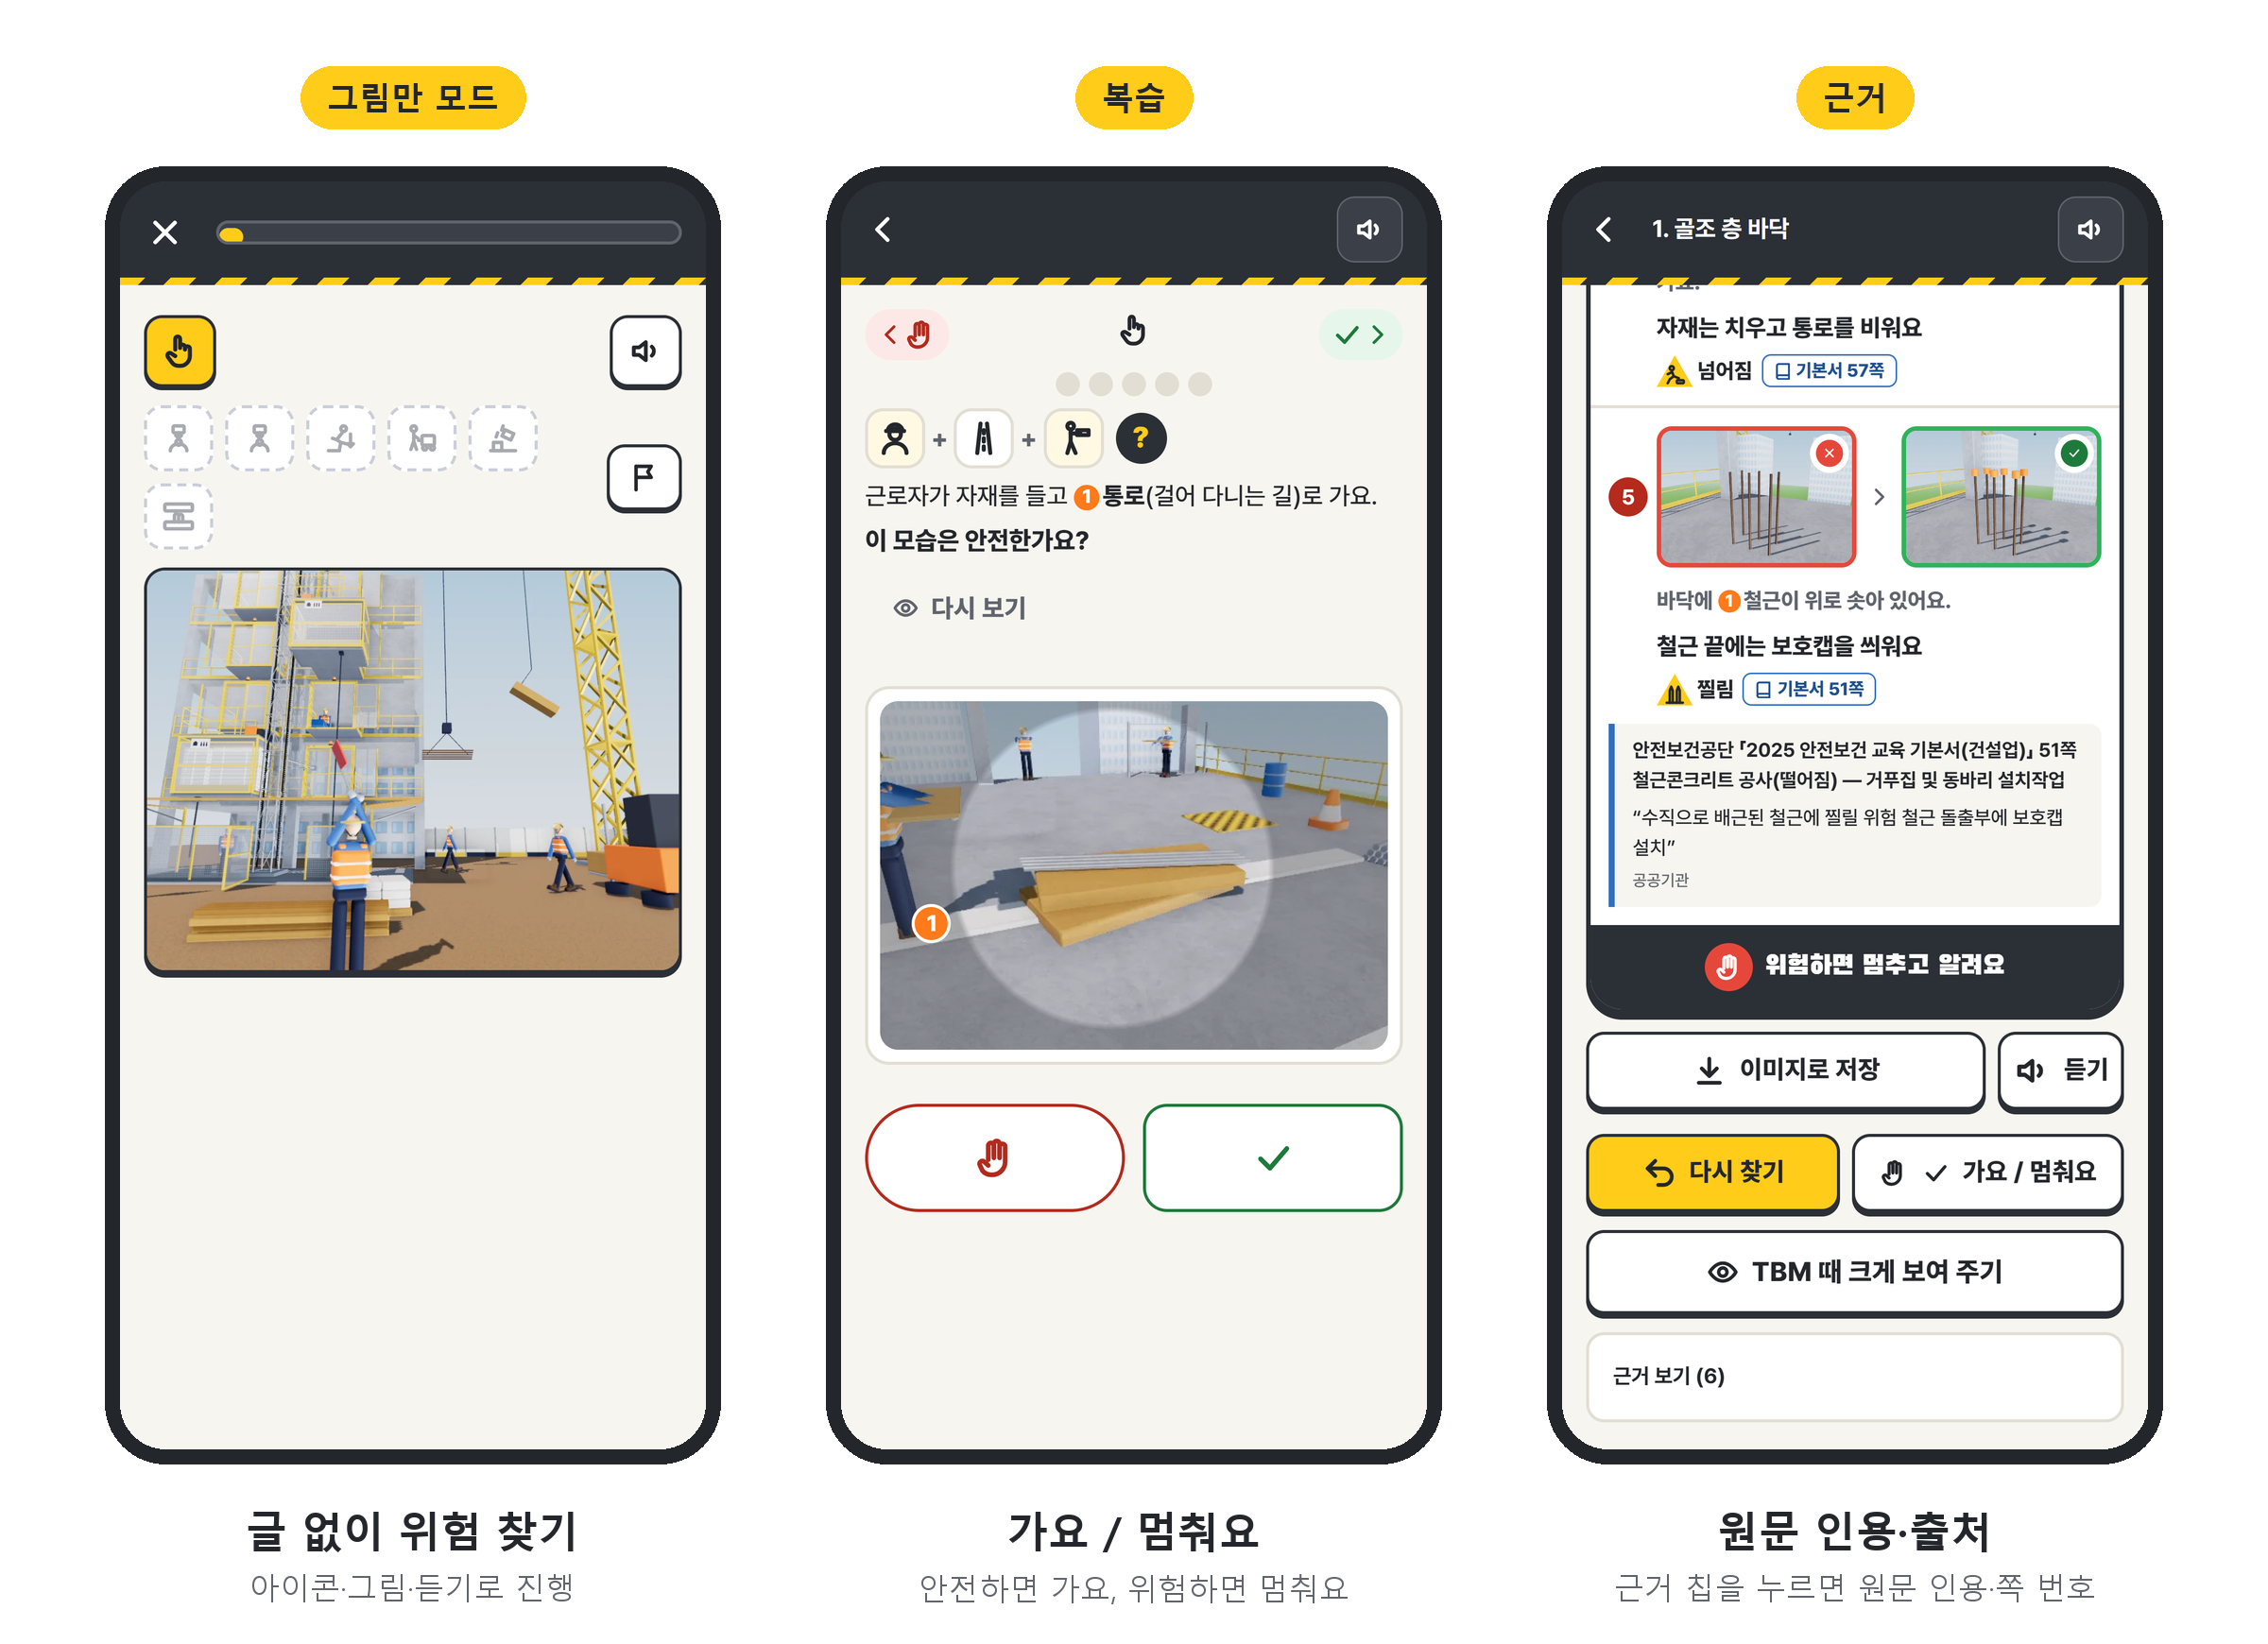 그림만 모드
글 없이 위험 찾기
아이콘·그림·듣기로 진행
복습
?
근로자가 자재를 들고 1 통로(걸어 다니는 길)로 가요.
이 모습은 안전한가요?
다시 보기
1
가요 / 멈춰요
안전하면 가요, 위험하면 멈춰요
근거
1. 골조 층 바닥
가요.
자재는 치우고 통로를 비워요
넘어짐 기본서 57쪽
5
바닥에 1 철근이 위로 솟아 있어요.
철근 끝에는 보호캡을 씌워요
찔림 기본서 51쪽
안전보건공단 「2025 안전보건 교육 기본서(건설업)」 51쪽
철근콘크리트 공사(떨어짐) — 거푸집 및 동바리 설치작업
“수직으로 배근된 철근에 찔릴 위험 철근 돌출부에 보호캡
설치”
공공기관
위험하면 멈추고 알려요
이미지로 저장
듣기
다시 찾기
가요 / 멈춰요
TBM 때 크게 보여 주기
근거 보기 (6)
원문 인용·출처
근거 칩을 누르면 원문 인용·쪽 번호